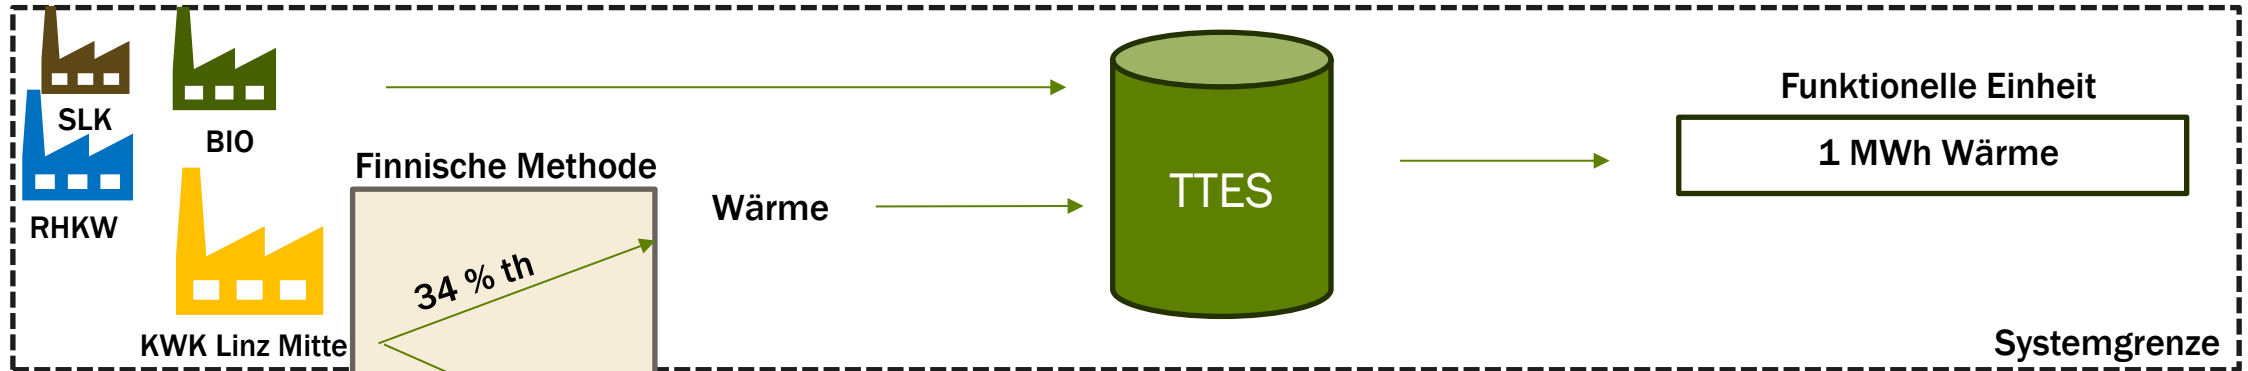 SLK
BIO
RHKW
KWK Linz Mitte
Finnische Methode
34 % th
Wärme
TTES
Funktionelle Einheit
1 MWh Wärme
Systemgrenze